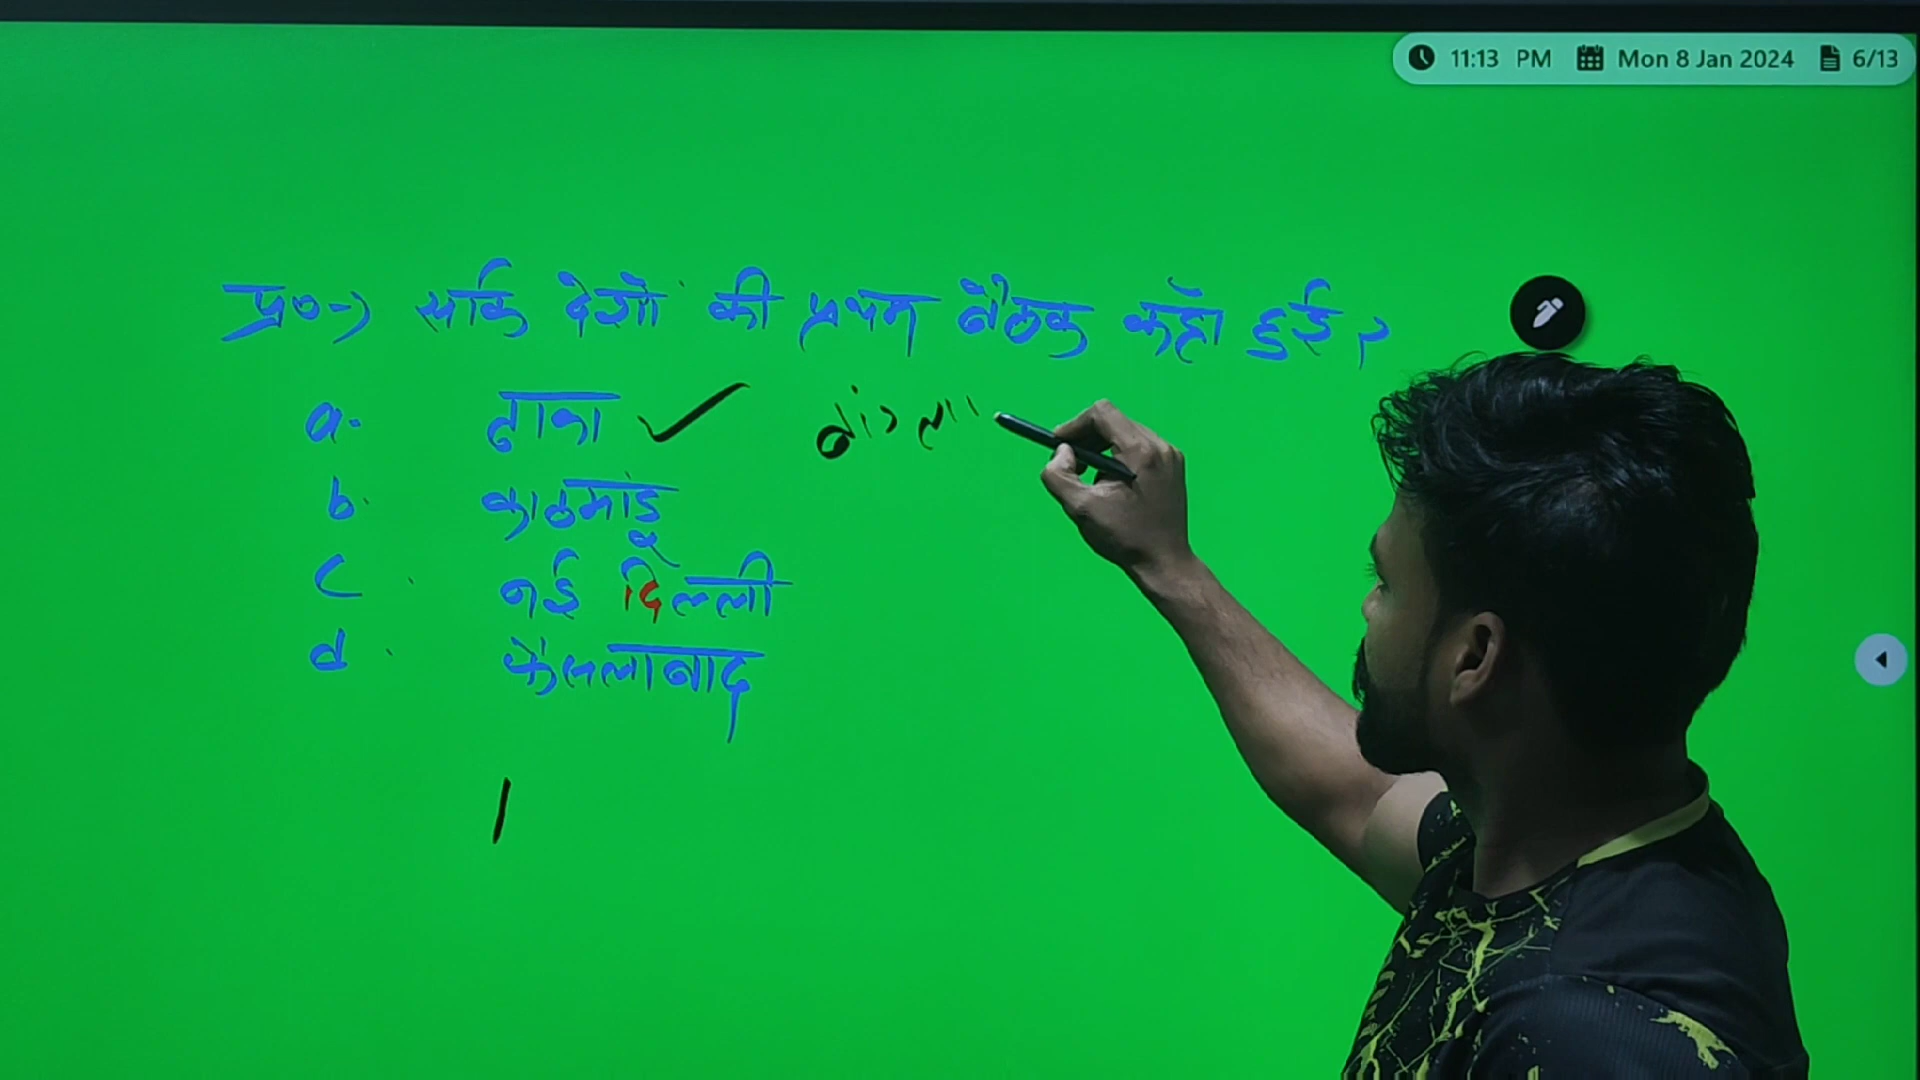 11:13 PM Mon 8 Jan 2024 6/13
प्र०-) सार्क देशों की प्रथम बैठक कहाँ हुई?
a. ढाका ✓ बांग्ला
b. काठमांडू
c. नई दिल्ली
d. फैसलाबाद